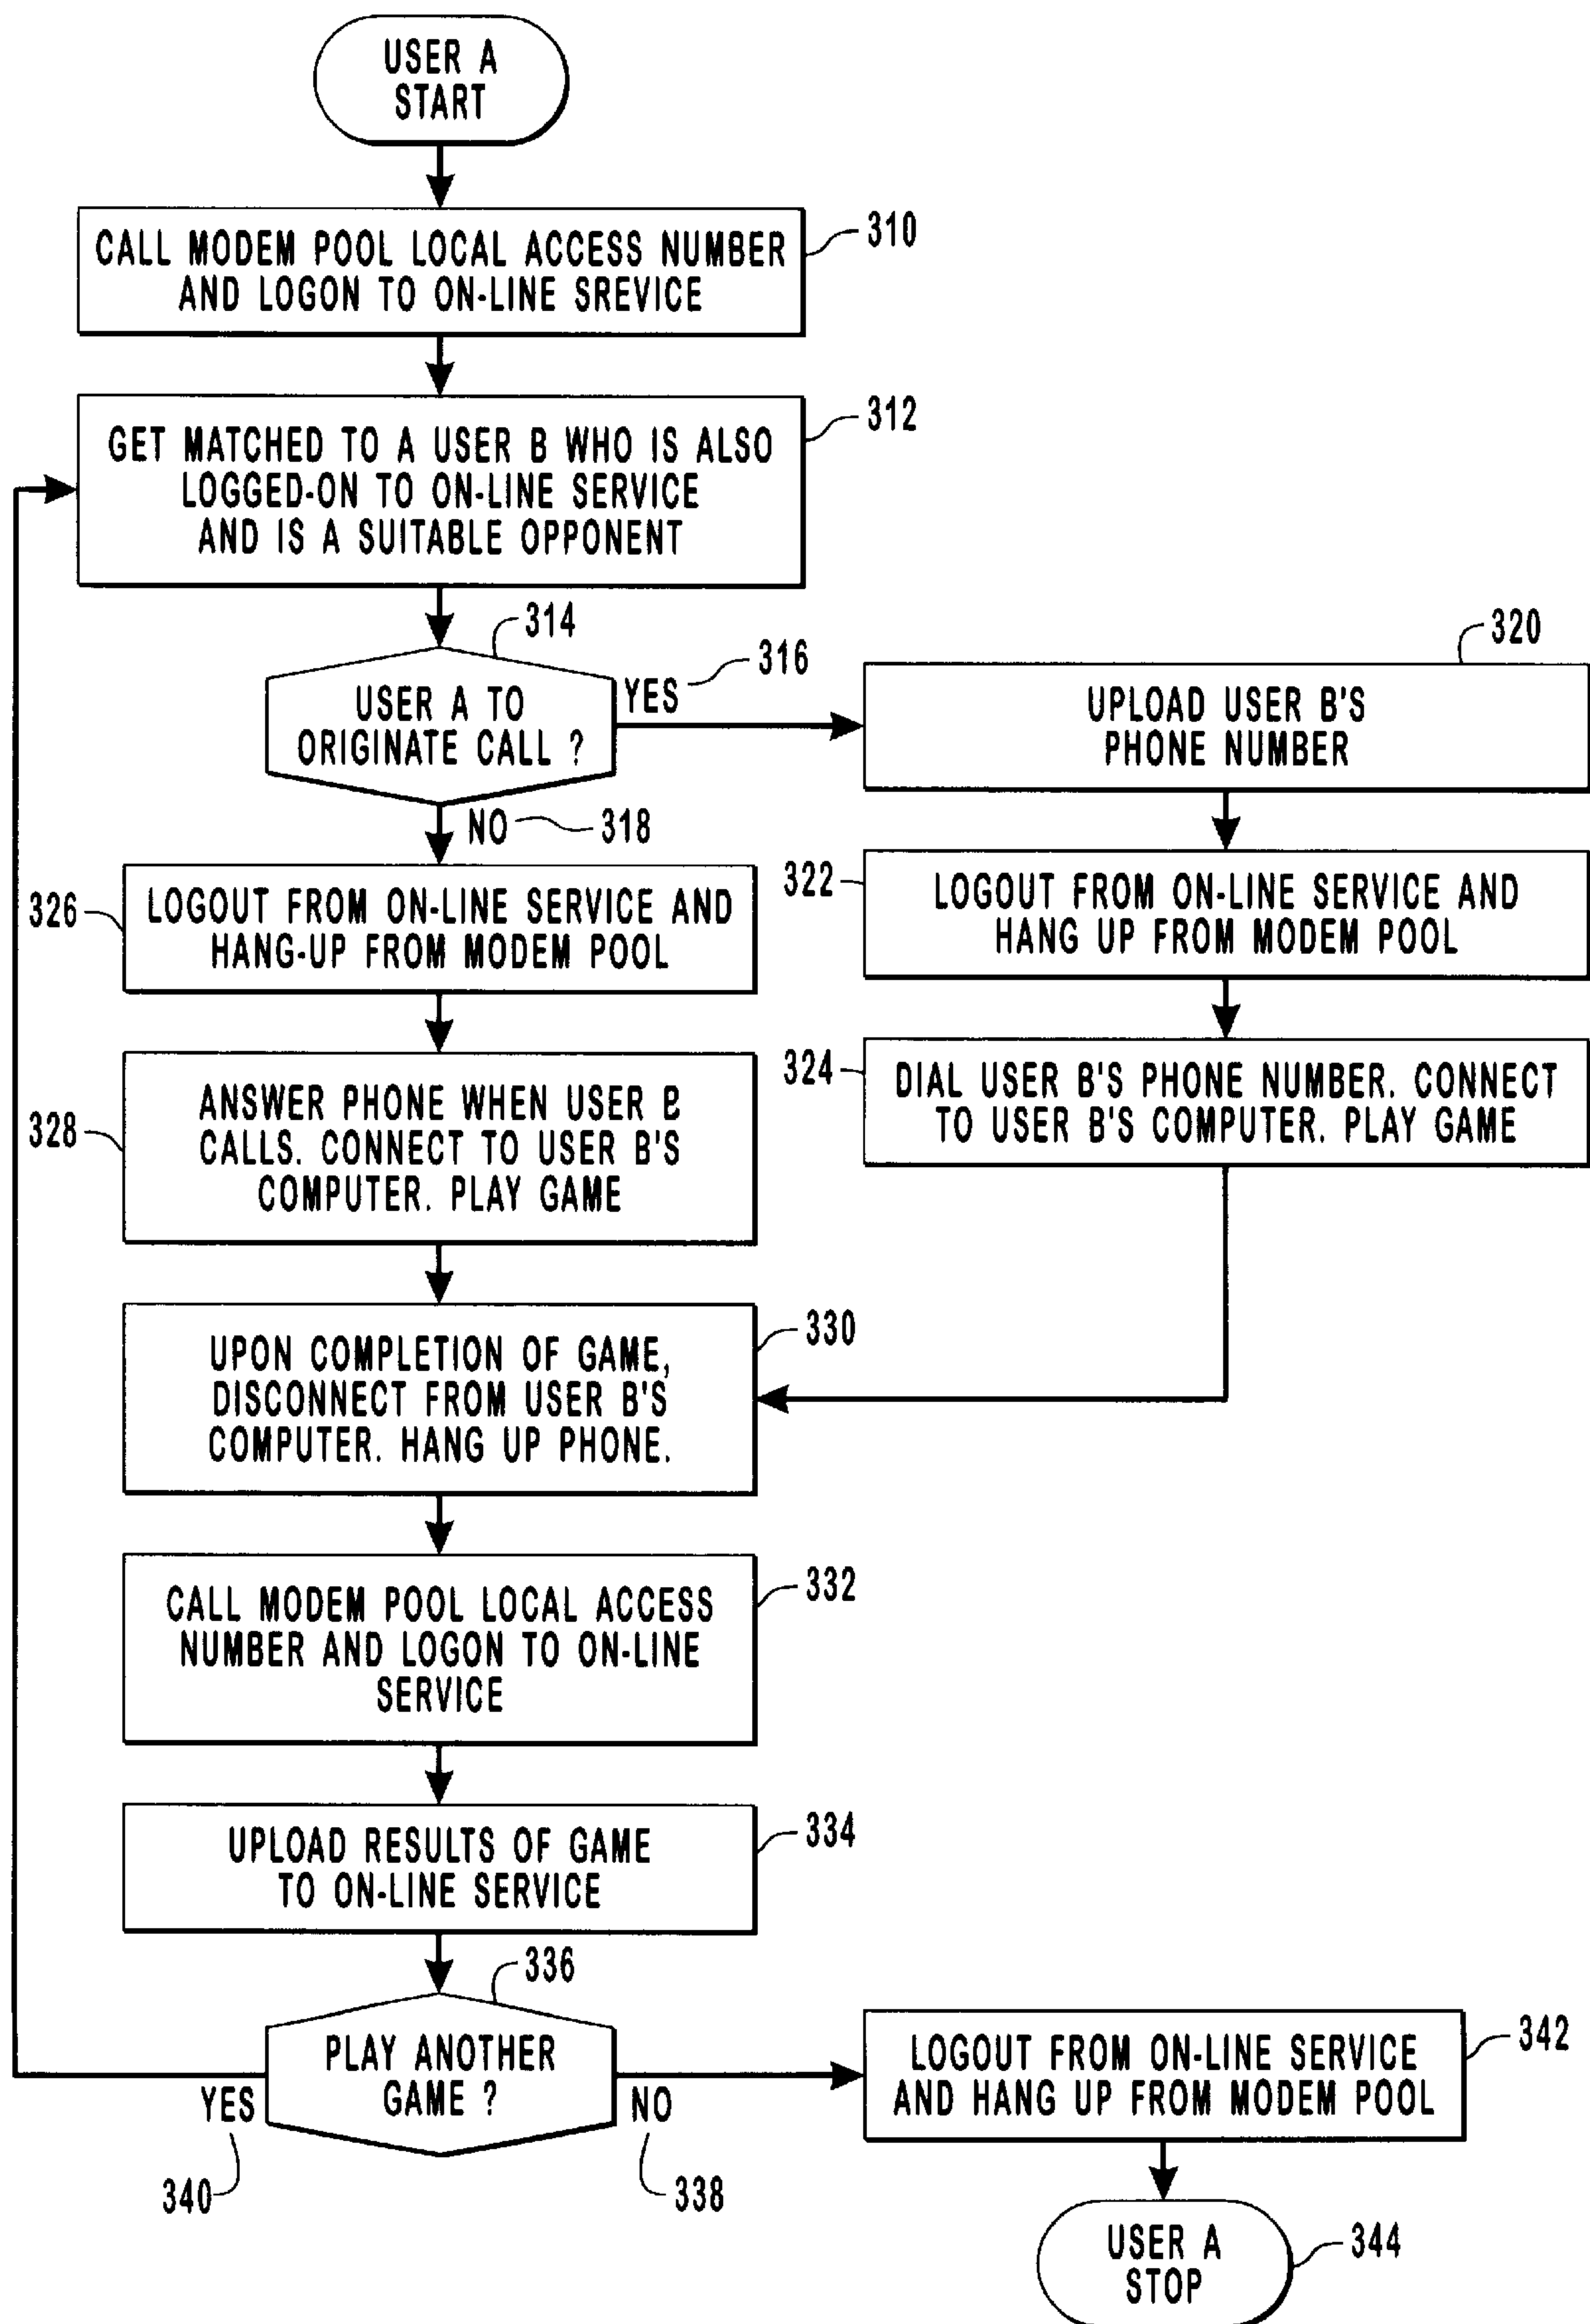 USER A
START
310
CALL MODEM POOL LOCAL ACCESS NUMBER
AND LOGON TO ON-LINE SREVICE
312
GET MATCHED TO A USER B WHO IS ALSO
LOGGED-ON TO ON-LINE SERVICE
AND IS A SUITABLE OPPONENT
314
316
320
USER A TO
ORIGINATE CALL ?
YES
UPLOAD USER B'S
PHONE NUMBER
NO
318
326
LOGOUT FROM ON-LINE SERVICE AND
HANG-UP FROM MODEM POOL
322
LOGOUT FROM ON-LINE SERVICE AND
HANG UP FROM MODEM POOL
328
ANSWER PHONE WHEN USER B
CALLS. CONNECT TO USER B'S
COMPUTER. PLAY GAME
324
DIAL USER B'S PHONE NUMBER. CONNECT
TO USER B'S COMPUTER. PLAY GAME
330
UPON COMPLETION OF GAME,
DISCONNECT FROM USER B'S
COMPUTER. HANG UP PHONE.
332
CALL MODEM POOL LOCAL ACCESS
NUMBER AND LOGON TO ON-LINE
SERVICE
334
UPLOAD RESULTS OF GAME
TO ON-LINE SERVICE
336
PLAY ANOTHER
GAME ?
YES
NO
340
338
342
LOGOUT FROM ON-LINE SERVICE
AND HANG UP FROM MODEM POOL
USER A
STOP
344